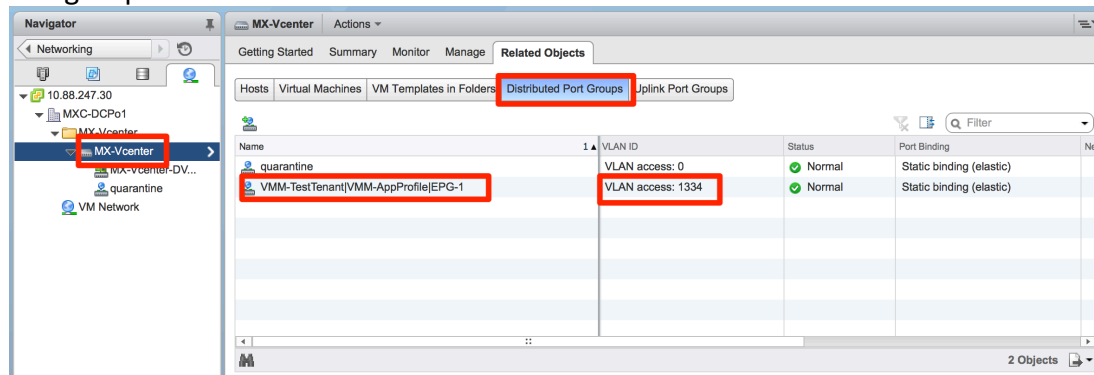 Navigator
MX-Vcenter Actions
Networking
Getting Started Summary Monitor Manage Related Objects
Hosts Virtual Machines VM Templates in Folders Distributed Port Groups Uplink Port Groups
10.88.247.30
MXC-DCPo1
MX-Vcenter
MX-Vcenter
MX-Vcenter-DV...
quarantine
VM Network
Filter
Name 1 VLAN ID Status Port Binding Ne
quarantine VLAN access: 0 Normal Static binding (elastic)
VMM-TestTenant|VMM-AppProfile|EPG-1 VLAN access: 1334 Normal Static binding (elastic)
2 Objects